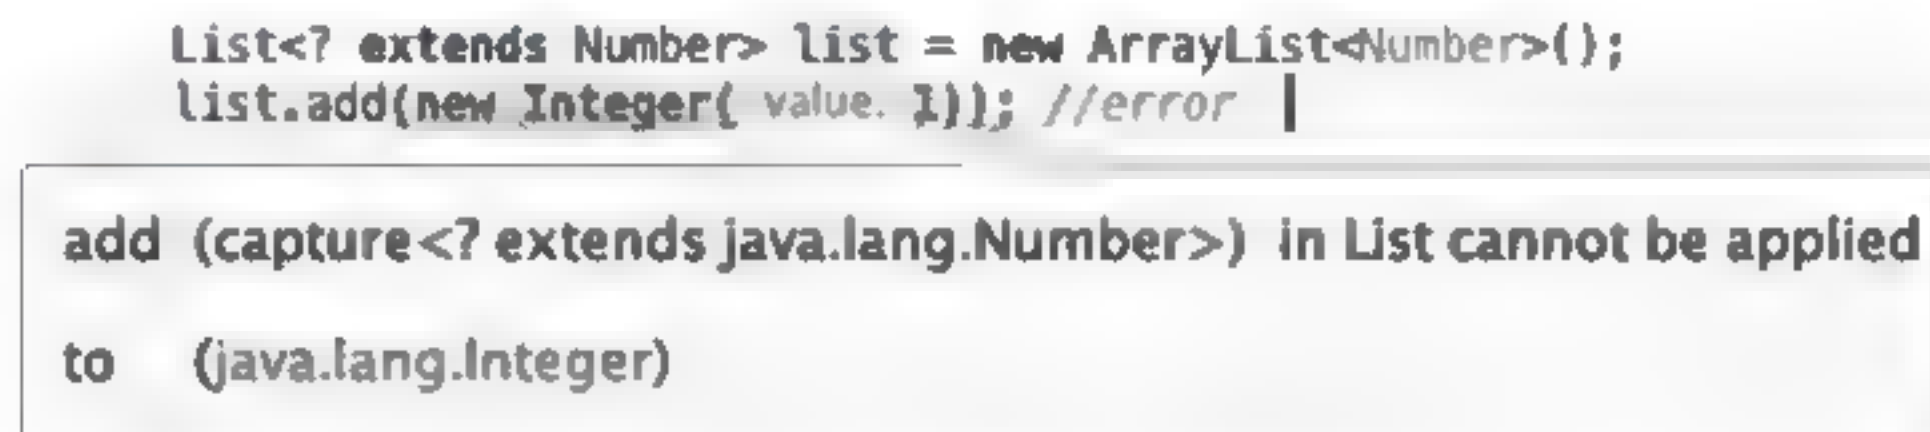 List<? extends Number> list = new ArrayList<Number>();
list.add(new Integer( value. 1)); //error
add (capture<? extends java.lang.Number>) in List cannot be applied
to (java.lang.Integer)